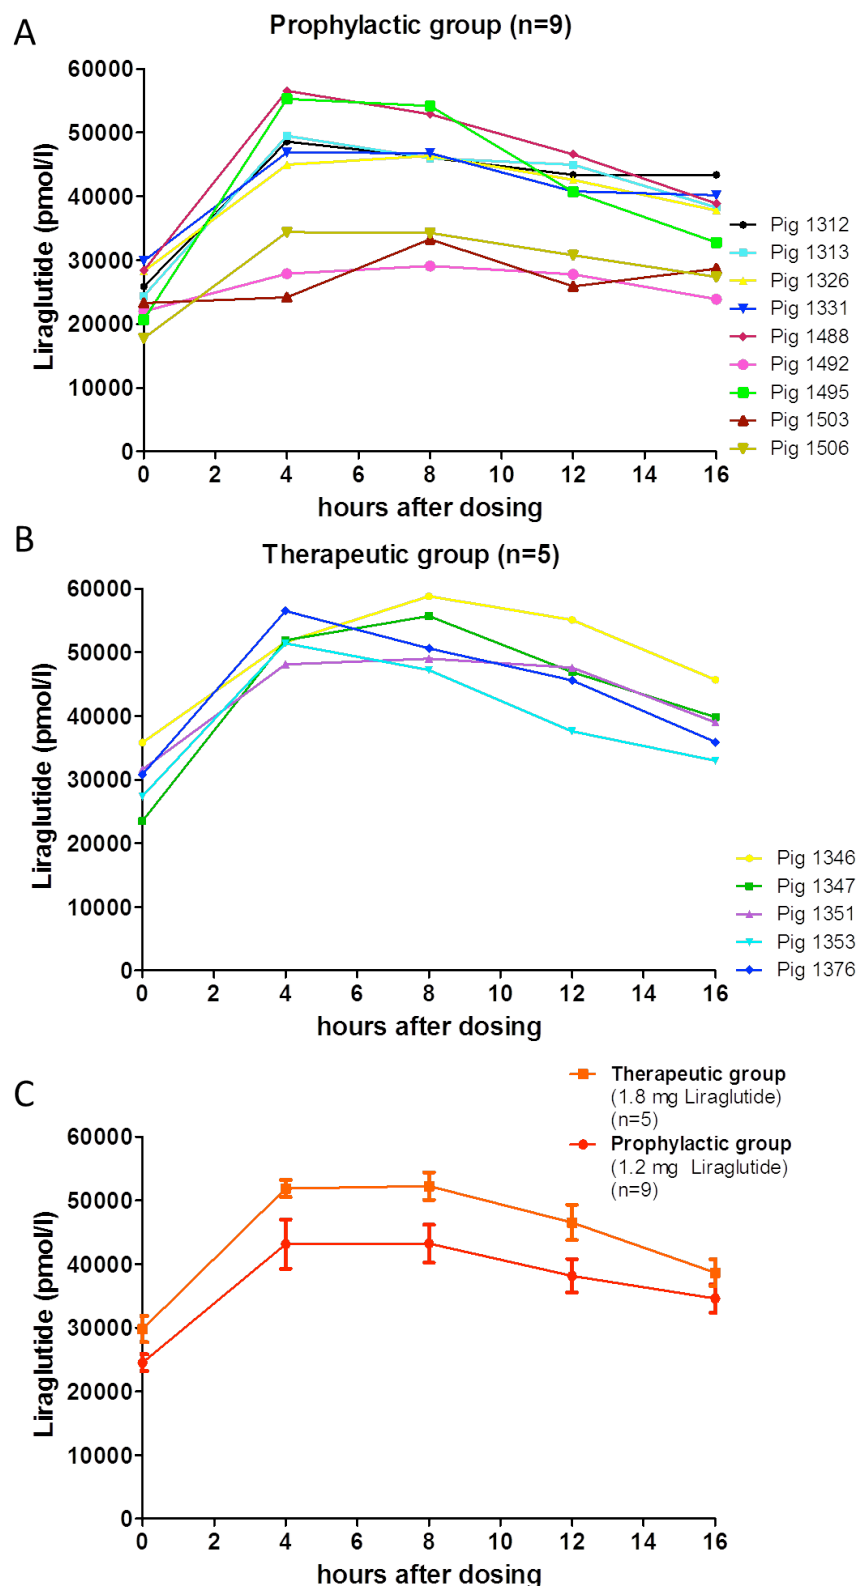 A
Prophylactic group (n=9)
60000
50000
40000
30000
20000
10000
0
Liraglutide (pmol/l)
0 2 4 6 8 10 12 14 16
hours after dosing
Pig 1312
Pig 1313
Pig 1326
Pig 1331
Pig 1488
Pig 1492
Pig 1495
Pig 1503
Pig 1506
B
Therapeutic group (n=5)
60000
50000
40000
30000
20000
10000
0
Liraglutide (pmol/l)
0 2 4 6 8 10 12 14 16
hours after dosing
Pig 1346
Pig 1347
Pig 1351
Pig 1353
Pig 1376
C
Therapeutic group
(1.8 mg Liraglutide)
(n=5)
Prophylactic group
(1.2 mg Liraglutide)
(n=9)
60000
50000
40000
30000
20000
10000
0
Liraglutide (pmol/l)
0 2 4 6 8 10 12 14 16
hours after dosing